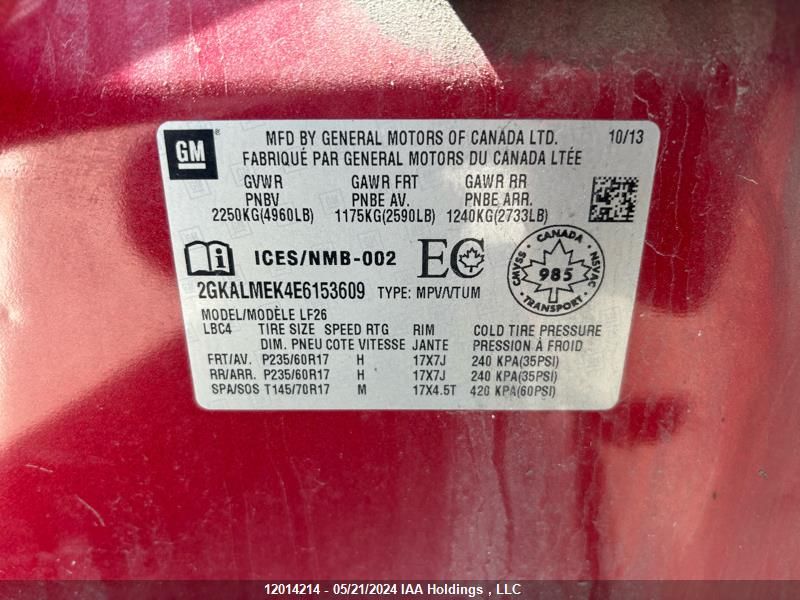 GM
MFD BY GENERAL MOTORS OF CANADA LTD. 10/13
FABRIQUÉ PAR GENERAL MOTORS DU CANADA LTÉE
GVWR GAWR FRT GAWR RR
PNBV PNBE AV. PNBE ARR.
2250KG(4960LB) 1175KG(2590LB) 1240KG(2733LB)
ICES/NMB-002 EC
CANADA CMVSS 985 NSVAC TRANSPORT
2GKALMEK4E6153609 TYPE: MPV/VTUM
MODEL/MODÈLE LF26
LBC4 TIRE SIZE SPEED RTG RIM COLD TIRE PRESSURE
DIM. PNEU COTE VITESSE JANTE PRESSION À FROID
FRT/AV. P235/60R17 H 17X7J 240 KPA(35PSI)
RR/ARR. P235/60R17 H 17X7J 240 KPA(35PSI)
SPA/SOS T145/70R17 M 17X4.5T 420 KPA(60PSI)
12014214 - 05/21/2024 IAA Holdings , LLC